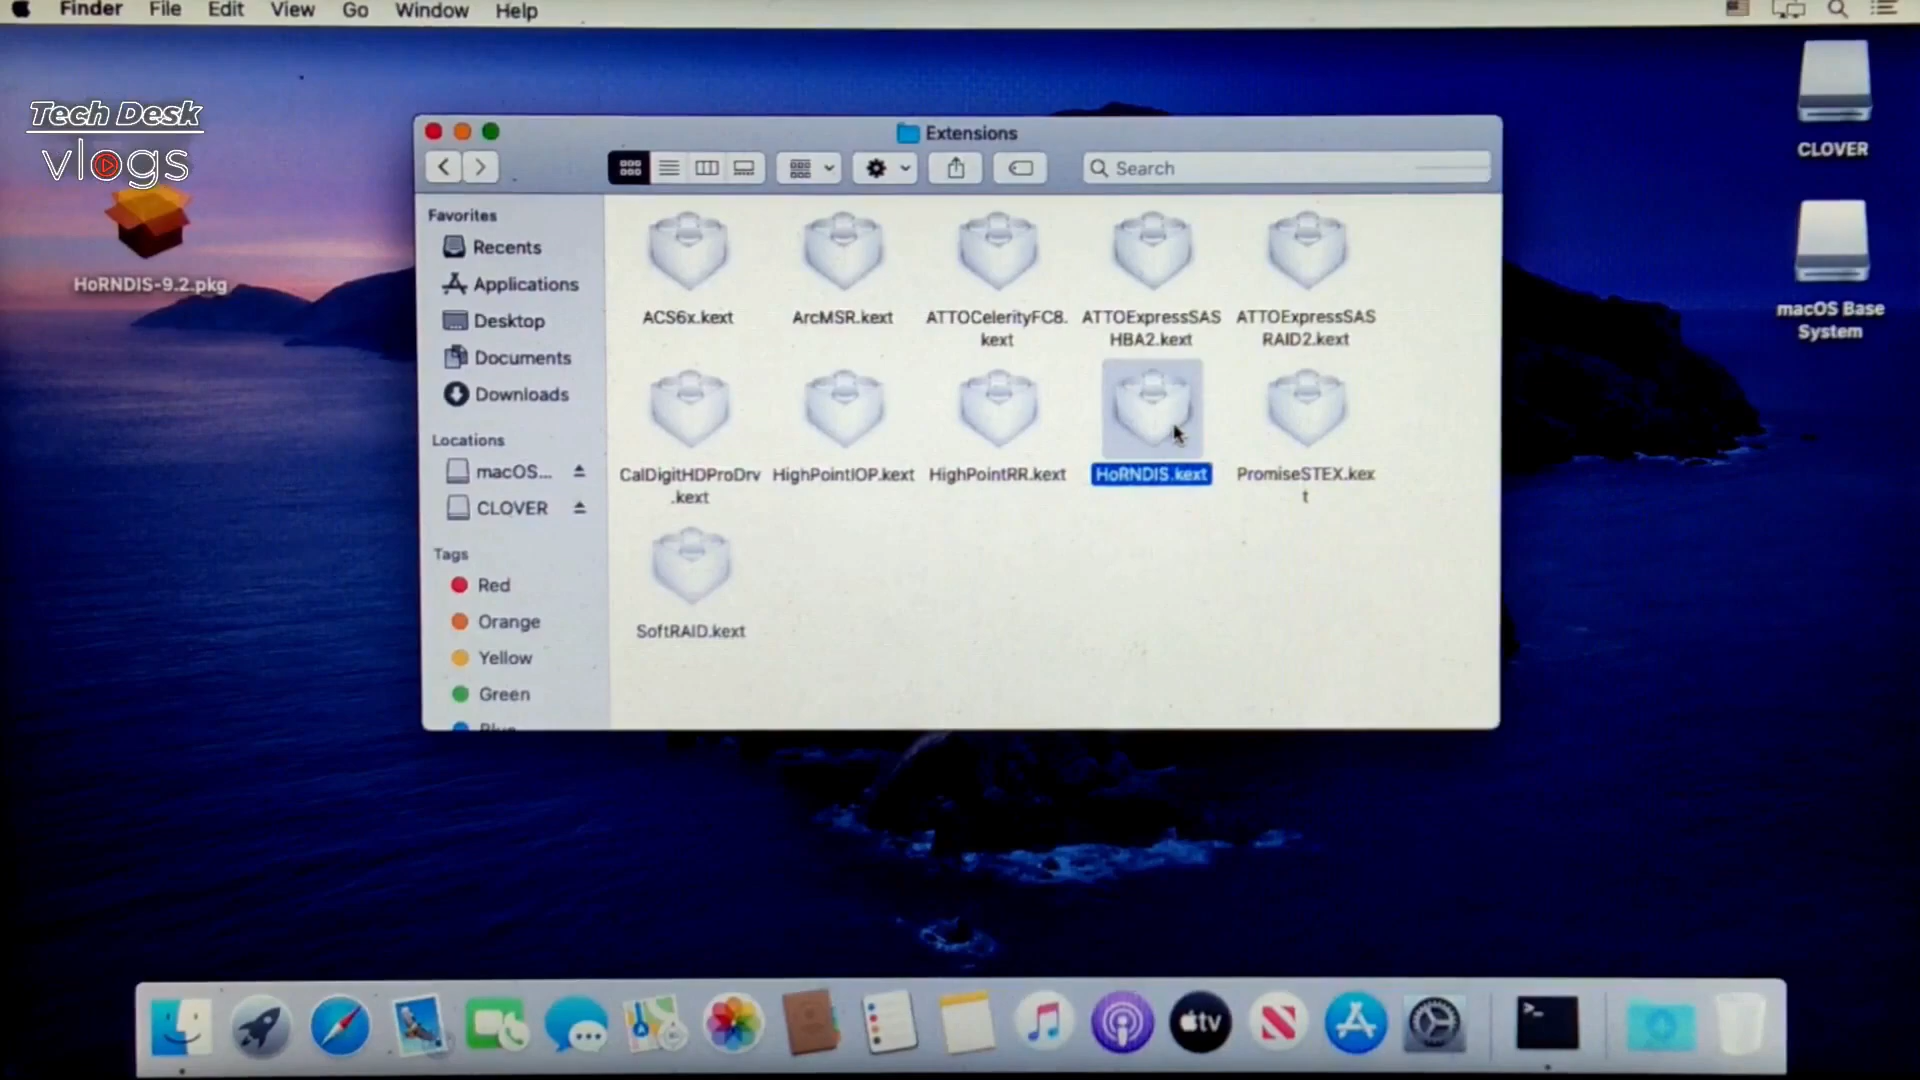 Finder File Edit View Go Window Help
Tech Desk
vlogs
HoRNDIS-9.2.pkg
Extensions
Search
Favorites
Recents
Applications
Desktop
Documents
Downloads
Locations
macOS...
CLOVER
Tags
Red
Orange
Yellow
Green
Blue
ACS6x.kext
ArcMSR.kext
ATTOCelerityFC8.
kext
ATTOExpressSAS
HBA2.kext
ATTOExpressSAS
RAID2.kext
CalDigitHDProDrv
.kext
HighPointIOP.kext
HighPointRR.kext
HoRNDIS.kext
PromiseSTEX.kex
t
SoftRAID.kext
CLOVER
macOS Base
System
tv